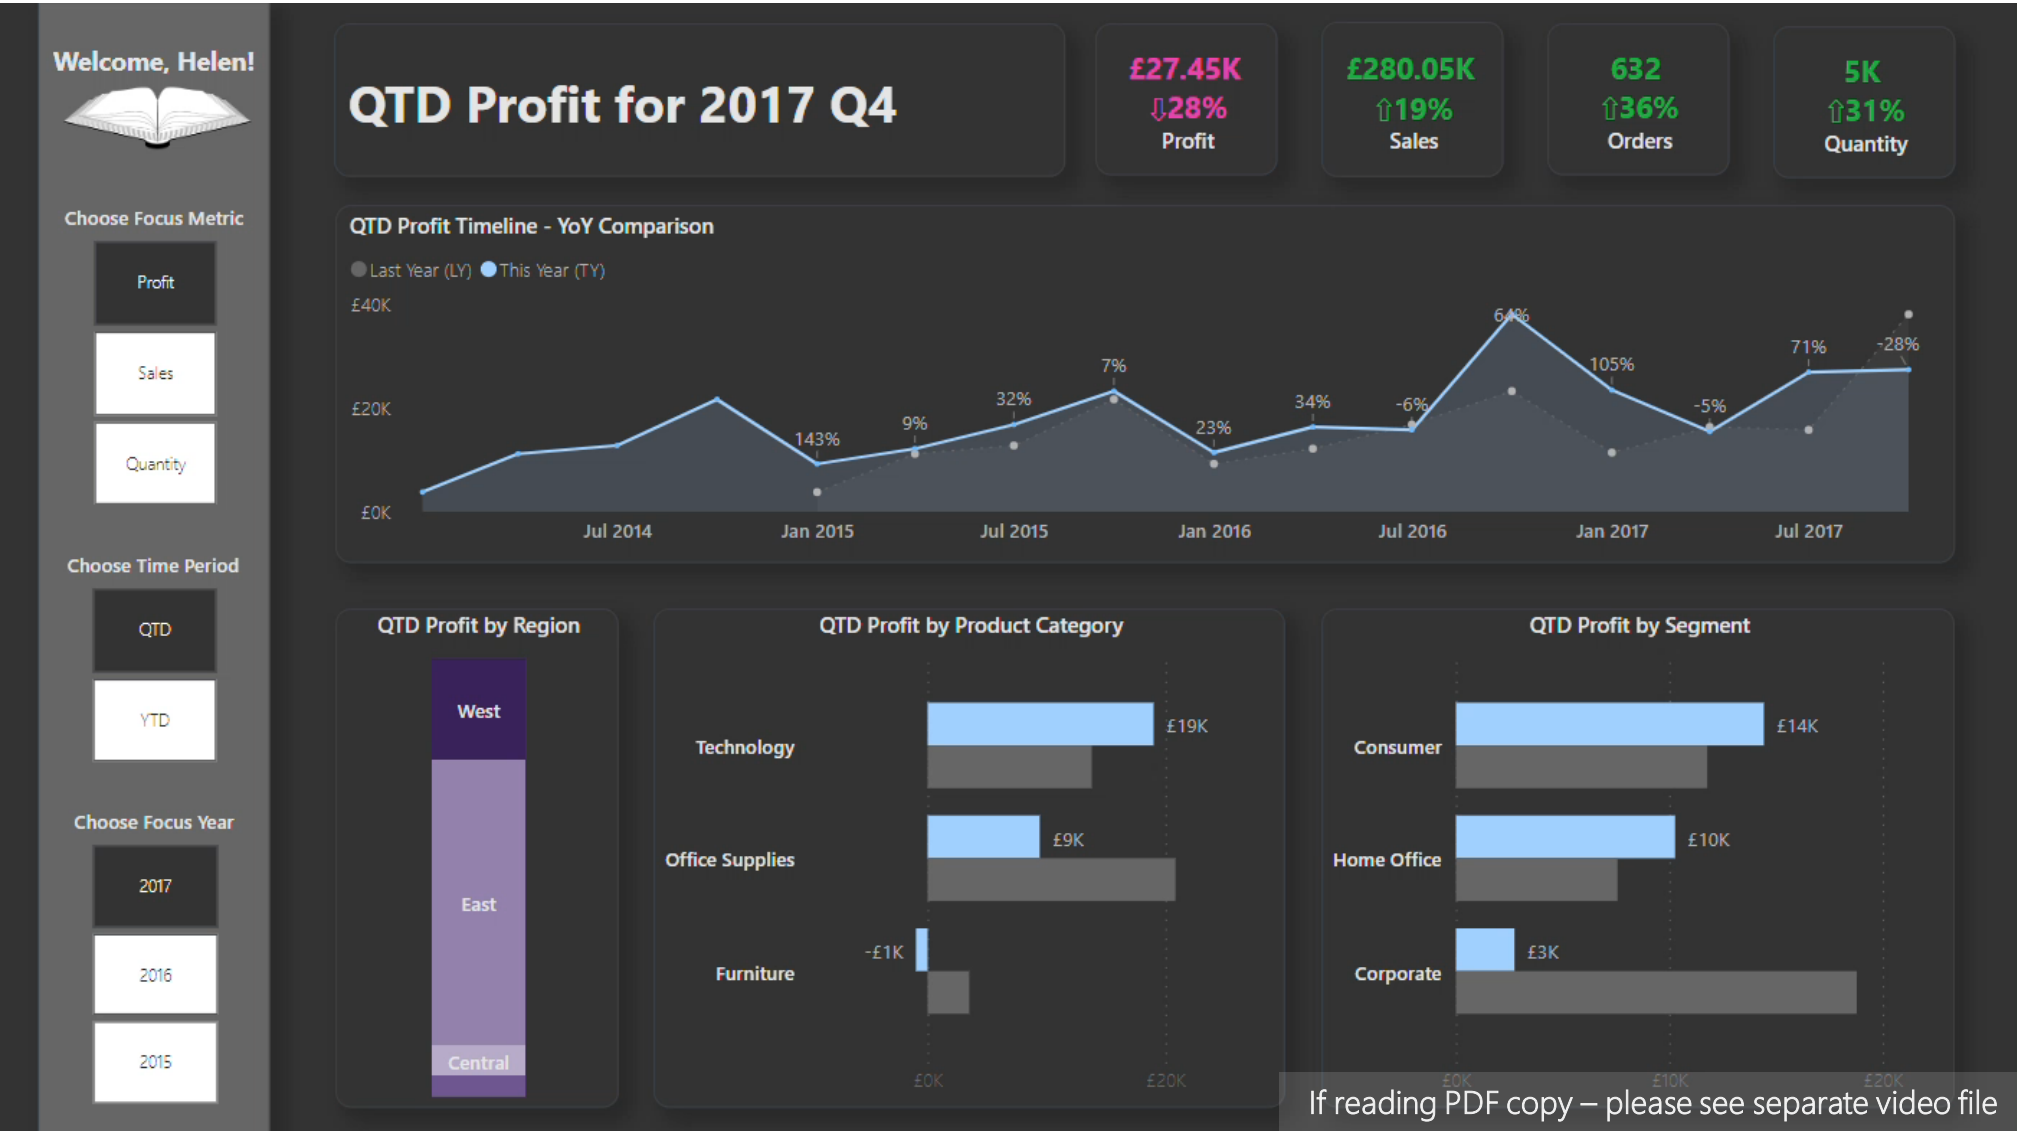 Welcome, Helen!
Choose Focus Metric
Profit
Sales
Quantity
Choose Time Period
QTD
YTD
Choose Focus Year
2017
2016
2015
QTD Profit for 2017 Q4
£27.45K
⇩28%
Profit
£280.05K
⇧19%
Sales
632
⇧36%
Orders
5K
⇧31%
Quantity
QTD Profit Timeline - YoY Comparison
Last Year (LY) This Year (TY)
£40K
£20K
£0K
143%
9%
32%
7%
23%
34%
-6%
64%
105%
-5%
71%
-28%
Jul 2014 Jan 2015 Jul 2015 Jan 2016 Jul 2016 Jan 2017 Jul 2017
QTD Profit by Region
West
East
Central
QTD Profit by Product Category
Technology £19K
Office Supplies £9K
Furniture -£1K
£0K £20K
QTD Profit by Segment
Consumer £14K
Home Office £10K
Corporate £3K
£0K £10K £20K
If reading PDF copy – please see separate video file